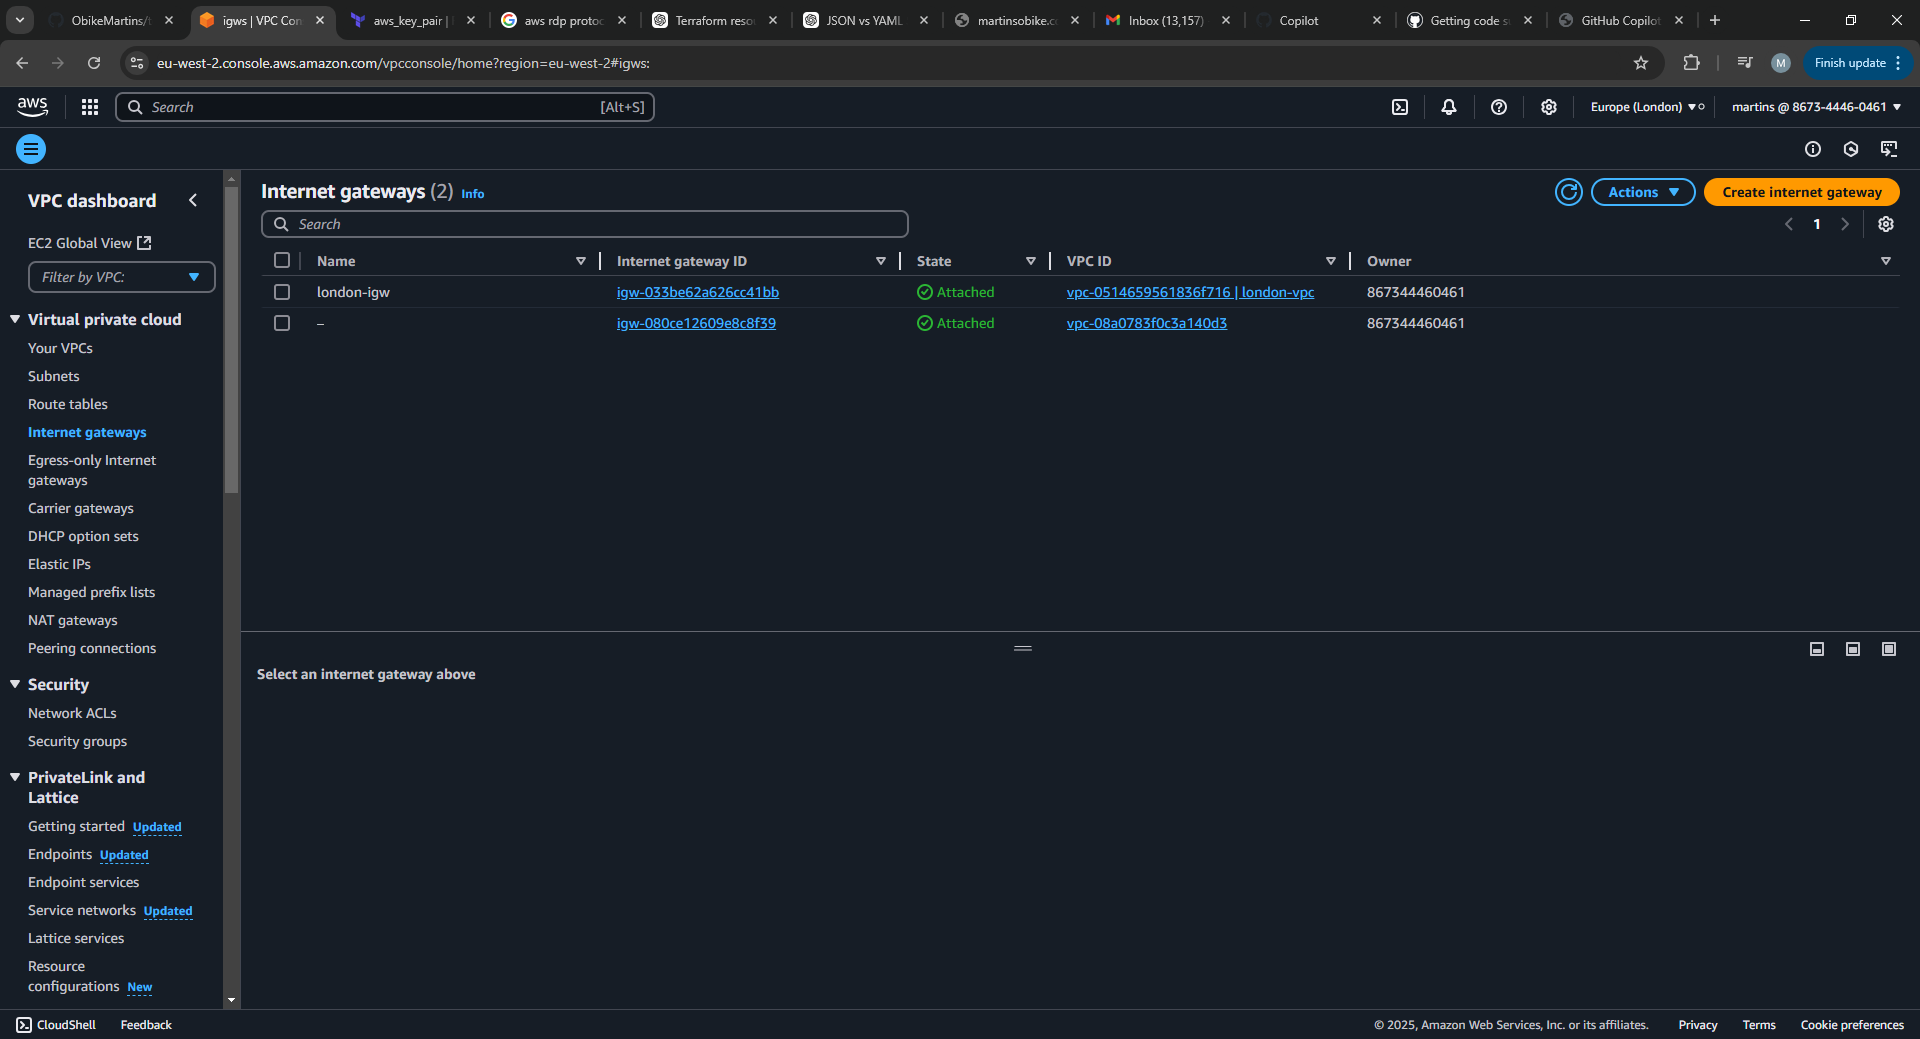 ObikeMartins/t
igws | VPC Con
aws_key_pair |
aws rdp protoc
Terraform reso
JSON vs YAML
martinsobike.c
Inbox (13,157)
Copilot
Getting code s
GitHub Copilot
eu-west-2.console.aws.amazon.com/vpcconsole/home?region=eu-west-2#igws:
M
Finish update
aws
Search
[Alt+S]
Europe (London)
martins @ 8673-4446-0461
VPC dashboard
EC2 Global View
Filter by VPC:
Virtual private cloud
Your VPCs
Subnets
Route tables
Internet gateways
Egress-only Internet
gateways
Carrier gateways
DHCP option sets
Elastic IPs
Managed prefix lists
NAT gateways
Peering connections
Security
Network ACLs
Security groups
PrivateLink and
Lattice
Getting started Updated
Endpoints Updated
Endpoint services
Service networks Updated
Lattice services
Resource
configurations New
Internet gateways (2) Info
Actions
Create internet gateway
Search
1
Name Internet gateway ID State VPC ID Owner
london-igw igw-033be62a626cc41bb Attached vpc-0514659561836f716 | london-vpc 867344460461
– igw-080ce12609e8c8f39 Attached vpc-08a0783f0c3a140d3 867344460461
Select an internet gateway above
CloudShell Feedback
© 2025, Amazon Web Services, Inc. or its affiliates. Privacy Terms Cookie preferences